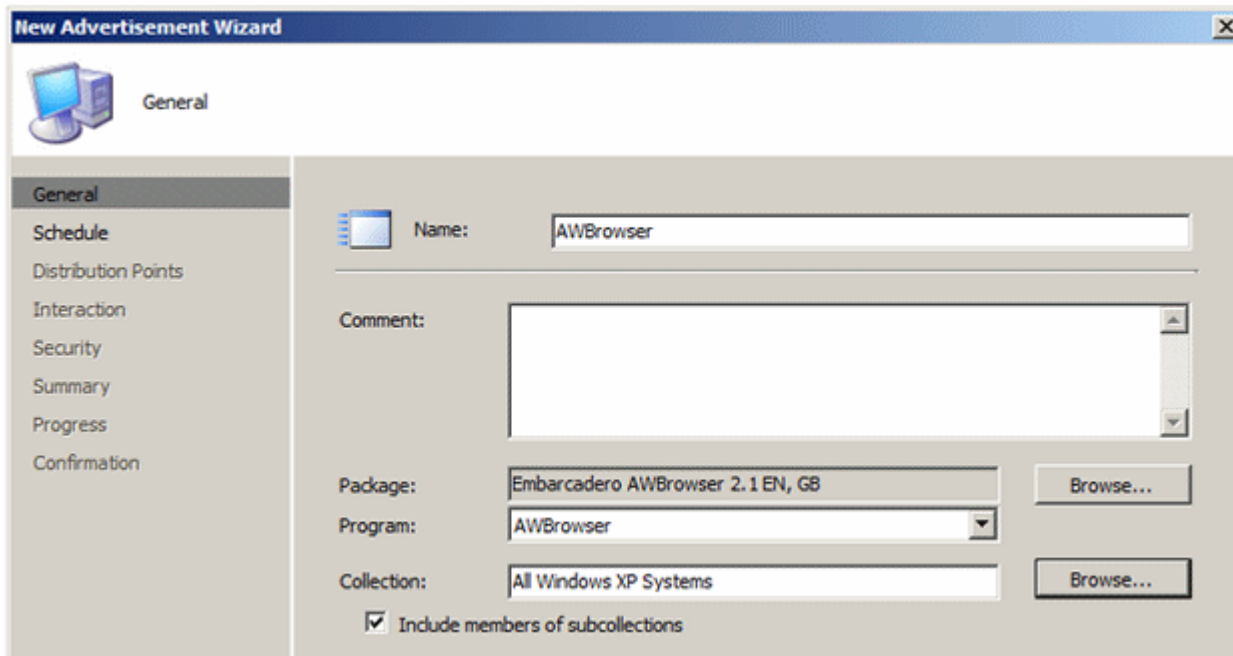 New Advertisement Wizard
General
General
Schedule
Distribution Points
Interaction
Security
Summary
Progress
Confirmation
Name: AWBrowser
Comment:
Package: Embarcadero AWBrowser 2.1 EN, GB Browse...
Program: AWBrowser
Collection: All Windows XP Systems Browse...
Include members of subcollections